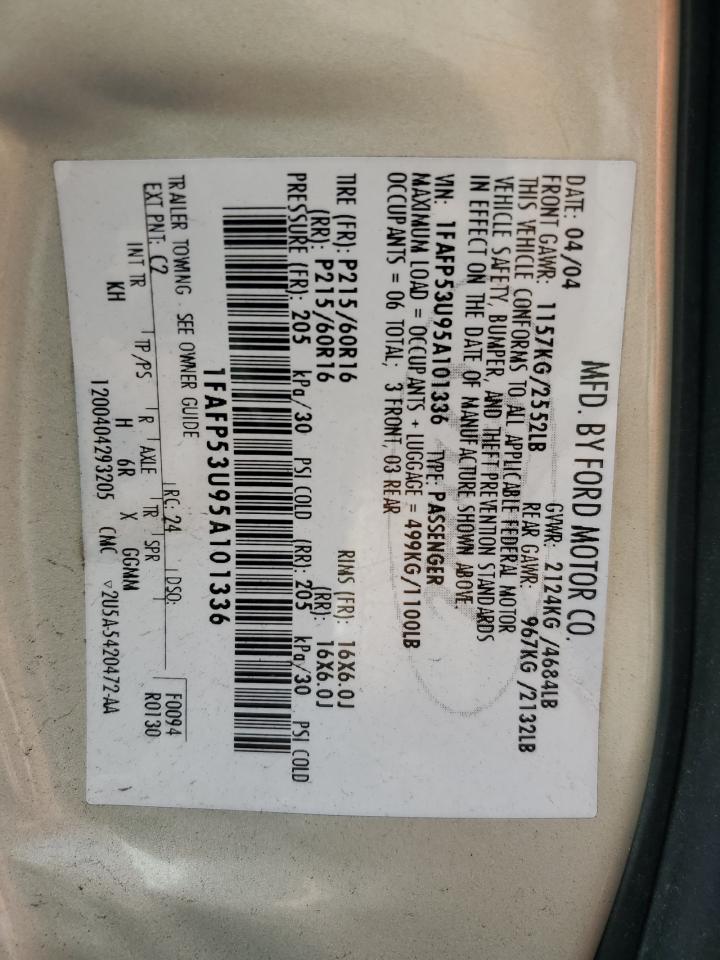 MFD. BY FORD MOTOR CO.
DATE: 04/04 GVWR: 2124KG /4684LB
FRONT GAWR: 1157KG/2552LB REAR GAWR: 967KG /2132LB
THIS VEHICLE CONFORMS TO ALL APPLICABLE FEDERAL MOTOR
VEHICLE SAFETY, BUMPER, AND THEFT PREVENTION STANDARDS
IN EFFECT ON THE DATE OF MANUFACTURE SHOWN ABOVE.
VIN: 1FAFP53U95A101336 TYPE: PASSENGER
MAXIMUM LOAD = OCCUPANTS + LUGGAGE = 499KG/1100LB
OCCUPANTS = 06 TOTAL; 3 FRONT, 03 REAR
TIRE (FR): P215/60R16 RIMS (FR): 16X6.0J
(RR): P215/60R16 (RR): 16X6.0J
PRESSURE (FR): 205 kPa/30 PSI COLD (RR): 205 kPa/30 PSI COLD
1FAFP53U95A101336
TRAILER TOWING SEE OWNER GUIDE
EXT PNT: C2 RC: 24 DSO: F0094
INT TR TP/PS R AXLE TR SPR R0130
KH H 6R X GGMM
1200404293205 CMC ▽2U5A-5420472-AA